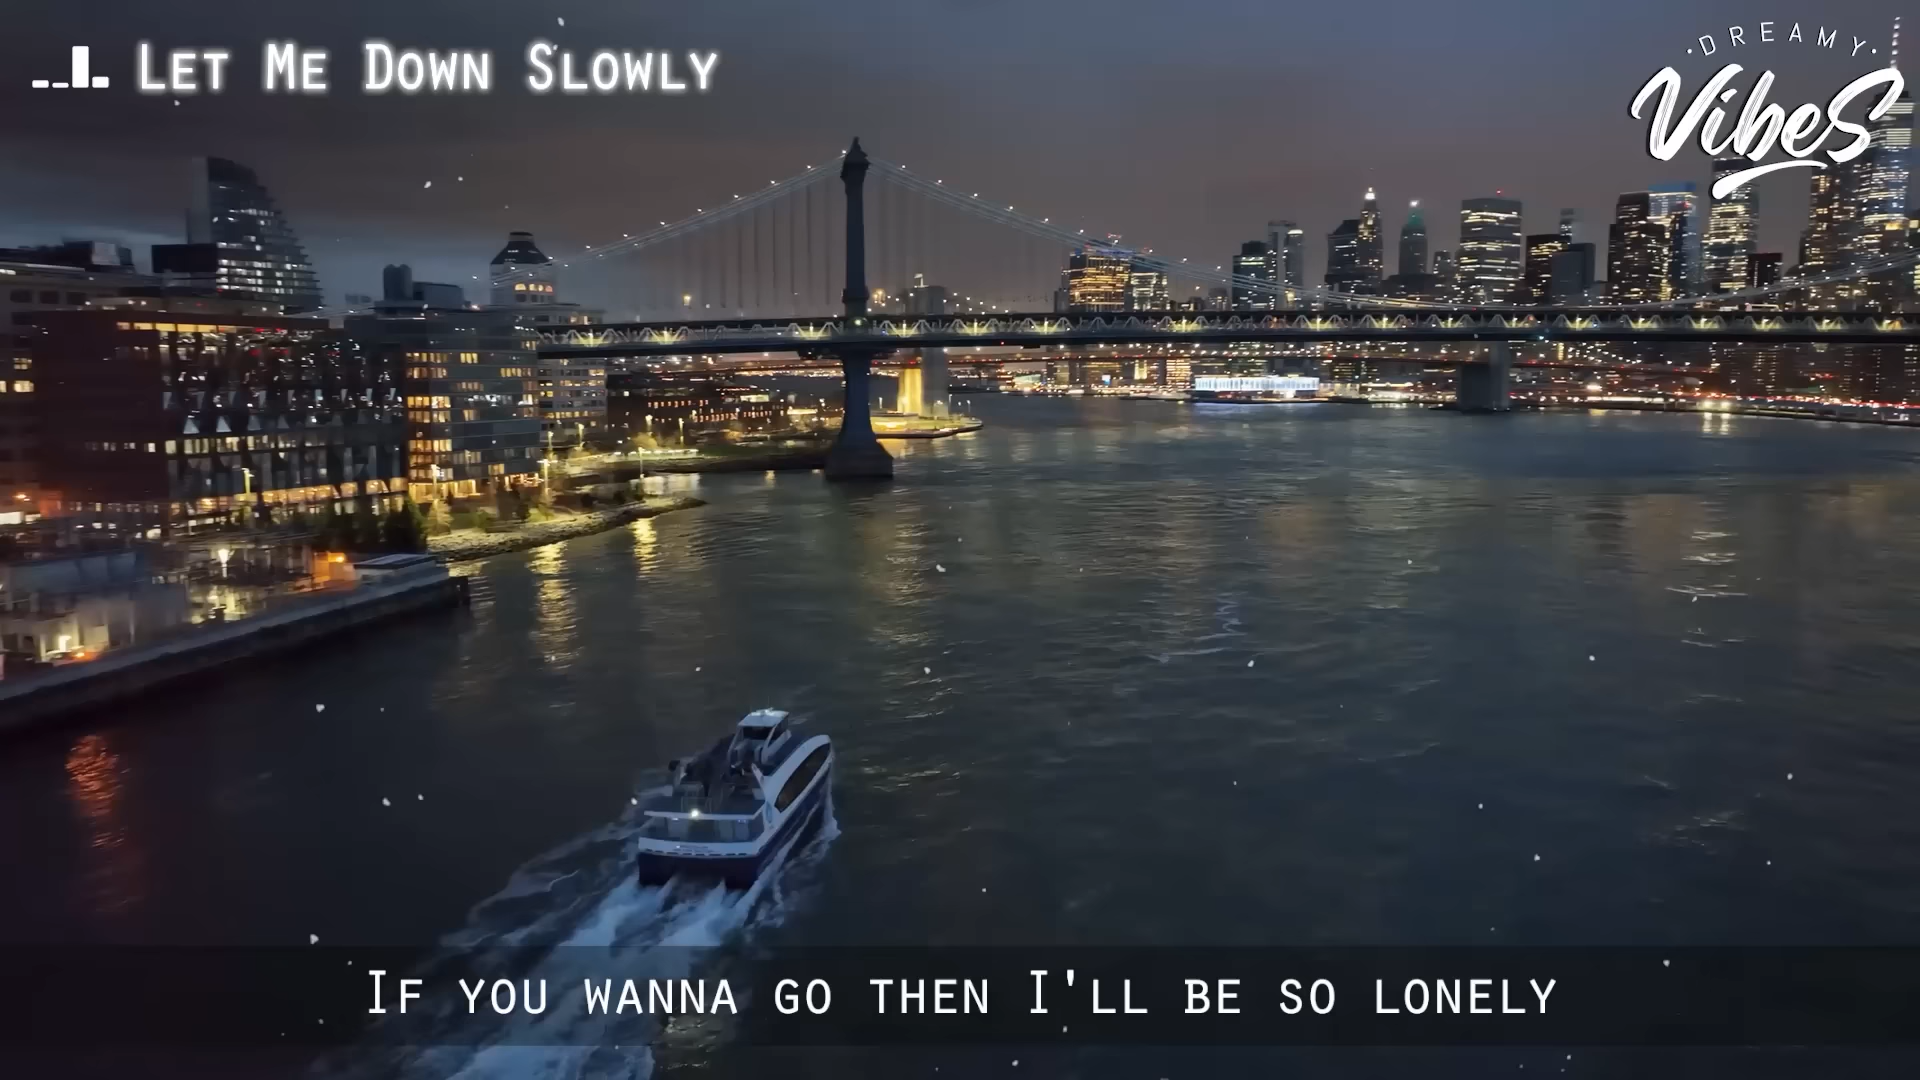 Let Me Down Slowly
·DREAMY·
Vibes
If you wanna go then I'll be so lonely